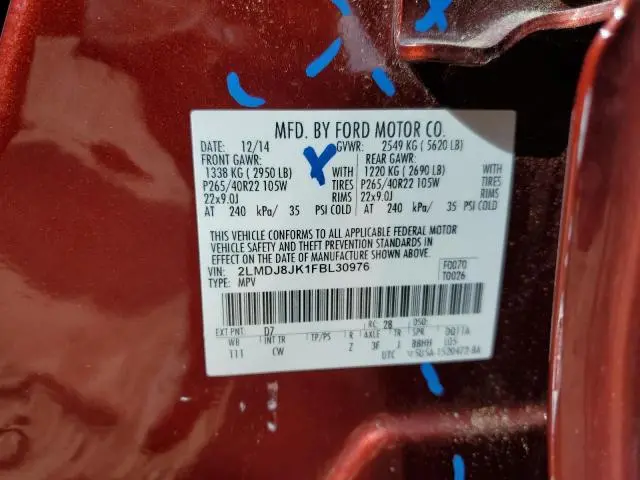 MFD. BY FORD MOTOR CO.
DATE: 12/14 GVWR: 2549 KG ( 5620 LB)
FRONT GAWR: REAR GAWR:
1338 KG ( 2950 LB) WITH 1220 KG ( 2690 LB) WITH
P265/40R22 105W TIRES P265/40R22 105W TIRES
22x9.0J RIMS 22x9.0J RIMS
AT 240 kPa/ 35 PSI COLD AT 240 kPa/ 35 PSI COLD
THIS VEHICLE CONFORMS TO ALL APPLICABLE FEDERAL MOTOR
VEHICLE SAFETY AND THEFT PREVENTION STANDARDS IN
EFFECT ON THE DATE OF MANUFACTURE SHOWN ABOVE.
VIN: 2LMDJ8JK1FBL30976 F0070
TYPE: MPV T0026
EXT PNT: D7 RC: 28 DSO:
WB INT TR TP/PS R AXLE TR SPR
111 CW Z 3F J BBHH
UTC